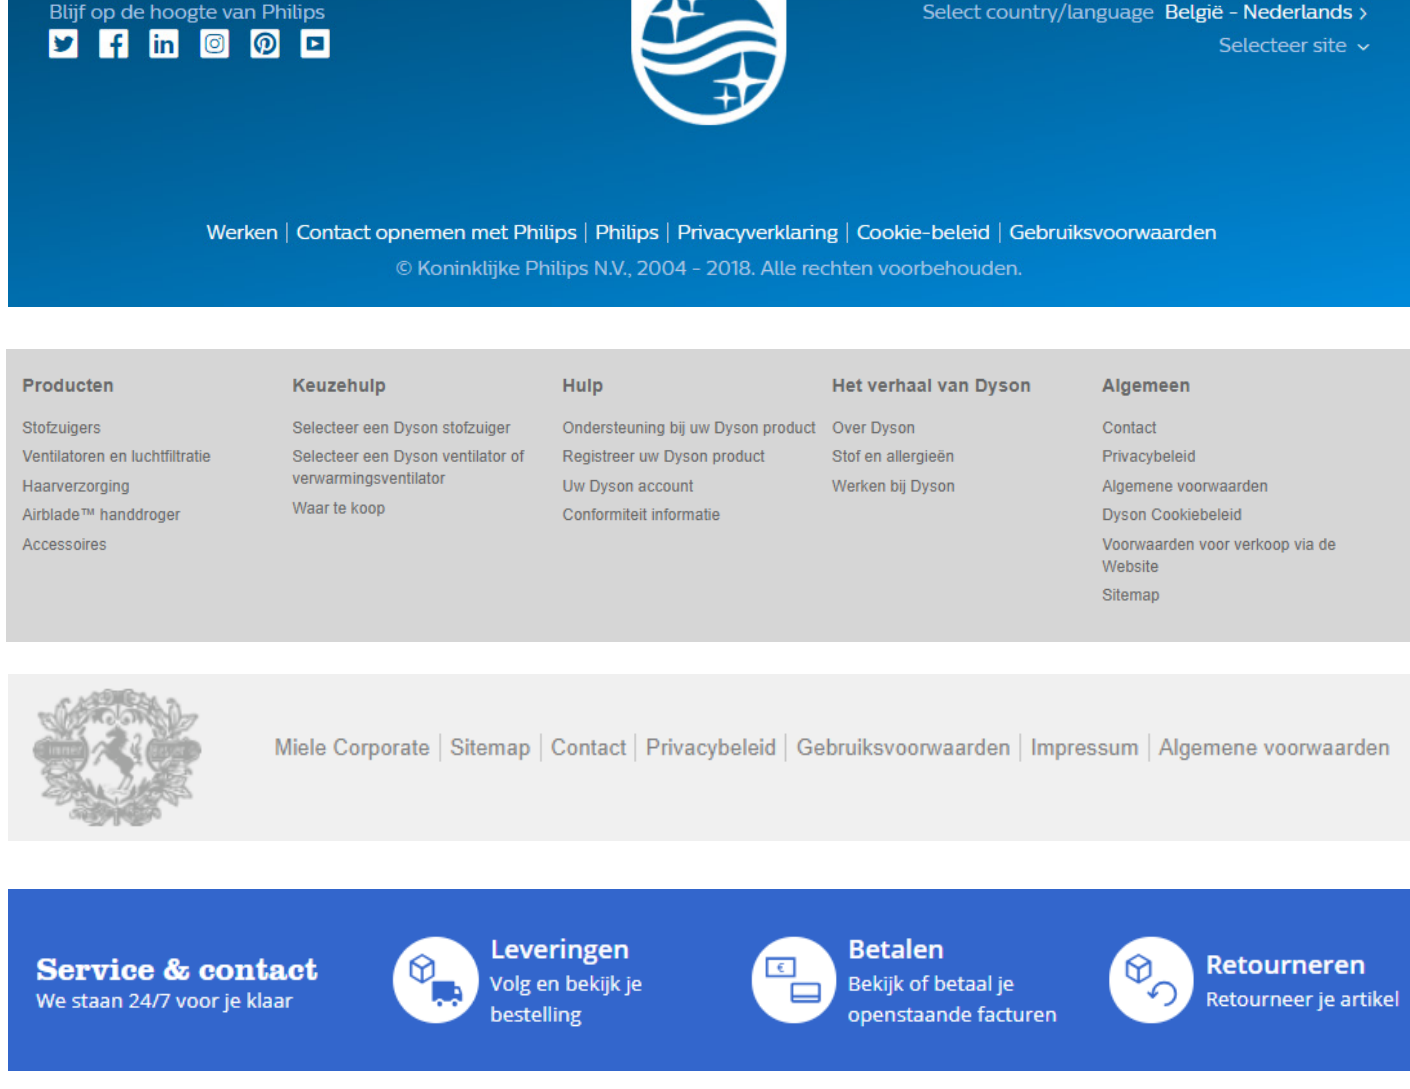 Blijf op de hoogte van Philips
Select country/language België - Nederlands >
Selecteer site
Werken | Contact opnemen met Philips | Philips | Privacyverklaring | Cookie-beleid | Gebruiksvoorwaarden
© Koninklijke Philips N.V., 2004 - 2018. Alle rechten voorbehouden.
Producten
Stofzuigers
Ventilatoren en luchtfiltratie
Haarverzorging
Airblade™ handdroger
Accessoires
Keuzehulp
Selecteer een Dyson stofzuiger
Selecteer een Dyson ventilator of
verwarmingsventilator
Waar te koop
Hulp
Ondersteuning bij uw Dyson product
Registreer uw Dyson product
Uw Dyson account
Conformiteit informatie
Het verhaal van Dyson
Over Dyson
Stof en allergieën
Werken bij Dyson
Algemeen
Contact
Privacybeleid
Algemene voorwaarden
Dyson Cookiebeleid
Voorwaarden voor verkoop via de
Website
Sitemap
Immer Besser
Miele Corporate | Sitemap | Contact | Privacybeleid | Gebruiksvoorwaarden | Impressum | Algemene voorwaarden
Service & contact
We staan 24/7 voor je klaar
Leveringen
Volg en bekijk je
bestelling
Betalen
Bekijk of betaal je
openstaande facturen
Retourneren
Retourneer je artikel